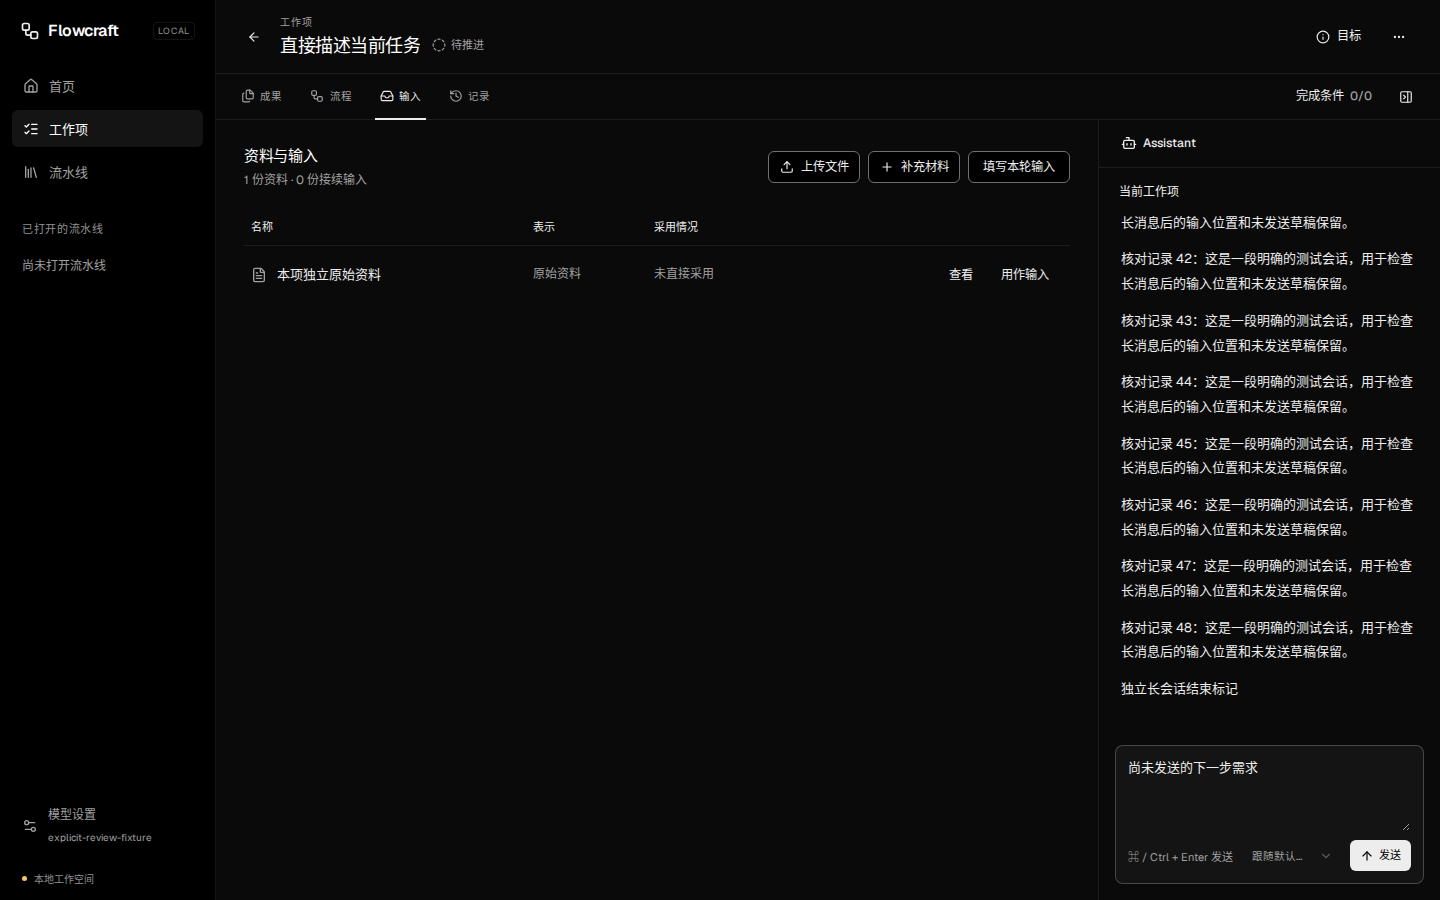 Flowcraft
LOCAL
首页
工作项
流水线
已打开的流水线
尚未打开流水线
模型设置
explicit-review-fixture
本地工作空间
工作项
直接描述当前任务
待推进
目标
成果
流程
输入
记录
完成条件 0/0
资料与输入
1 份资料 · 0 份接续输入
上传文件
补充材料
填写本轮输入
名称
表示
采用情况
本项独立原始资料
原始资料
未直接采用
查看
用作输入
Assistant
当前工作项
长消息后的输入位置和未发送草稿保留。
核对记录 42：这是一段明确的测试会话，用于检查
长消息后的输入位置和未发送草稿保留。
核对记录 43：这是一段明确的测试会话，用于检查
长消息后的输入位置和未发送草稿保留。
核对记录 44：这是一段明确的测试会话，用于检查
长消息后的输入位置和未发送草稿保留。
核对记录 45：这是一段明确的测试会话，用于检查
长消息后的输入位置和未发送草稿保留。
核对记录 46：这是一段明确的测试会话，用于检查
长消息后的输入位置和未发送草稿保留。
核对记录 47：这是一段明确的测试会话，用于检查
长消息后的输入位置和未发送草稿保留。
核对记录 48：这是一段明确的测试会话，用于检查
长消息后的输入位置和未发送草稿保留。
独立长会话结束标记
尚未发送的下一步需求
⌘ / Ctrl + Enter 发送
跟随默认...
发送